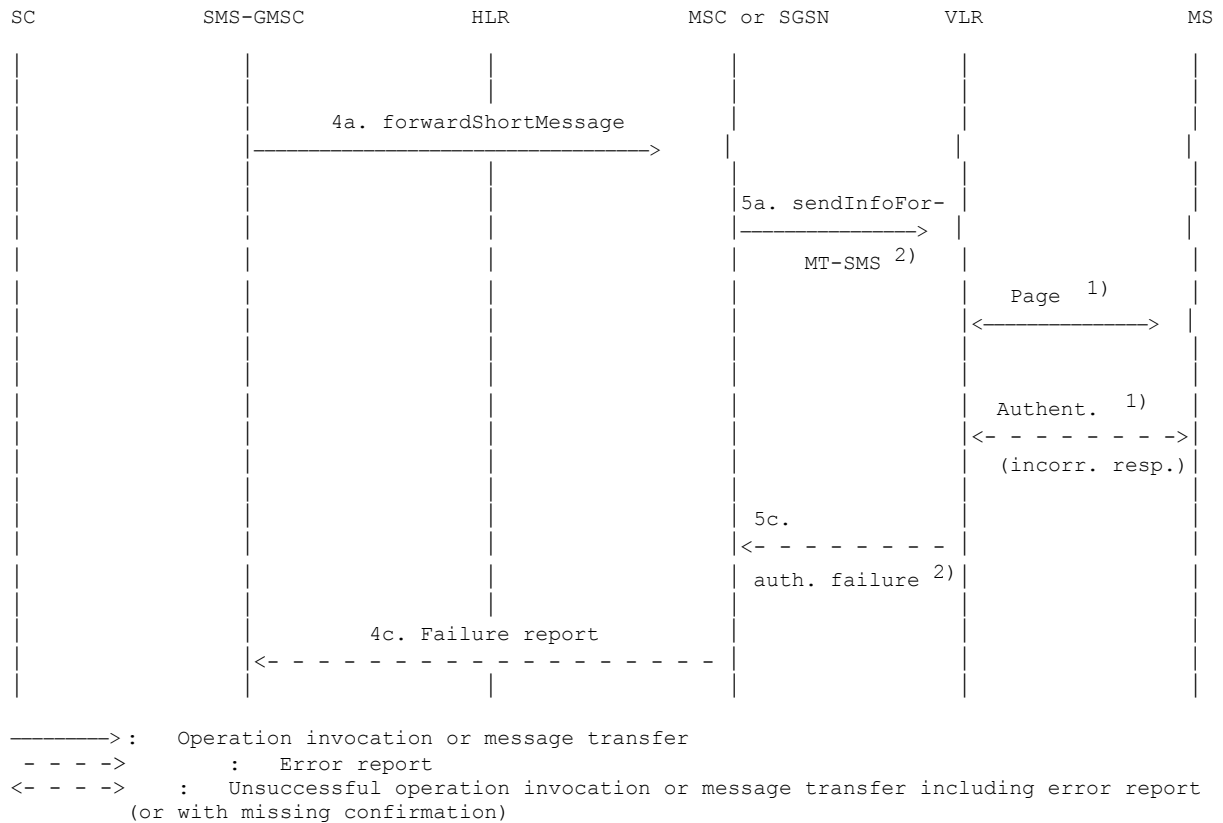 SC SMS-GMSC HLR MSC or SGSN VLR MS
4a. forwardShortMessage
5a. sendInfoFor-
MT-SMS 2)
Page 1)
Authent. 1)
(incorr. resp.)
5c.
auth. failure 2)
4c. Failure report
: Operation invocation or message transfer
: Error report
: Unsuccessful operation invocation or message transfer including error report
(or with missing confirmation)